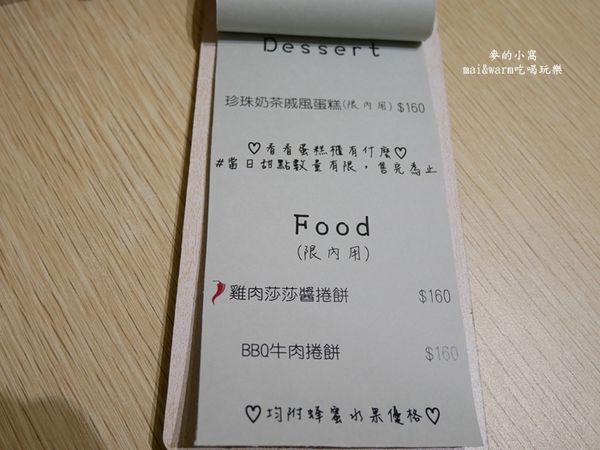 Dessert
麥的小窩
mai&warm吃喝玩樂
珍珠奶茶戚風蛋糕(限內用) $160
♡看看蛋糕櫃有什麼♡
#當日甜點數量有限，售完為止
Food
(限內用)
雞肉莎莎醬捲餅 $160
BBQ牛肉捲餅 $160
♡均附蜂蜜水果優格♡